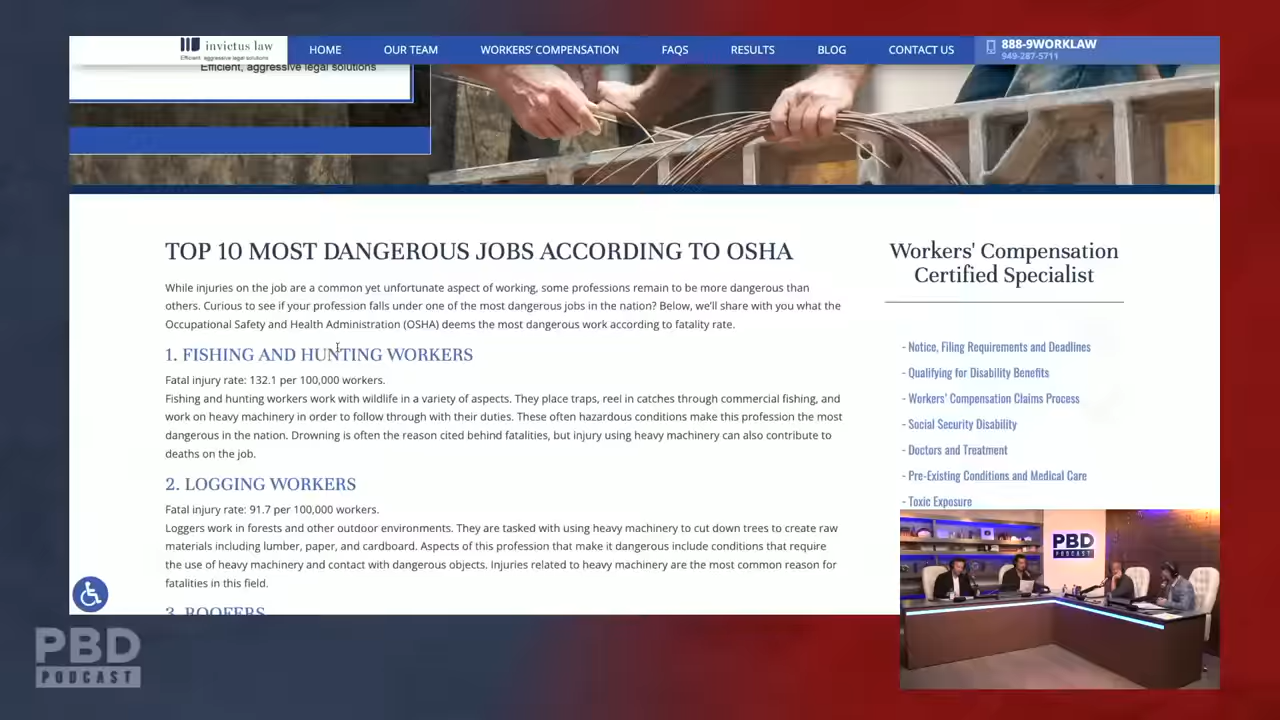 invictus law
Efficient, aggressive legal solutions
HOME
OUR TEAM
WORKERS' COMPENSATION
FAQS
RESULTS
BLOG
CONTACT US
888-9WORKLAW
949-287-5711
Efficient, aggressive legal solutions
TOP 10 MOST DANGEROUS JOBS ACCORDING TO OSHA
While injuries on the job are a common yet unfortunate aspect of working, some professions remain to be more dangerous than
others. Curious to see if your profession falls under one of the most dangerous jobs in the nation? Below, we'll share with you what the
Occupational Safety and Health Administration (OSHA) deems the most dangerous work according to fatality rate.
1. FISHING AND HUNTING WORKERS
Fatal injury rate: 132.1 per 100,000 workers.
Fishing and hunting workers work with wildlife in a variety of aspects. They place traps, reel in catches through commercial fishing, and
work on heavy machinery in order to follow through with their duties. These often hazardous conditions make this profession the most
dangerous in the nation. Drowning is often the reason cited behind fatalities, but injury using heavy machinery can also contribute to
deaths on the job.
2. LOGGING WORKERS
Fatal injury rate: 91.7 per 100,000 workers.
Loggers work in forests and other outdoor environments. They are tasked with using heavy machinery to cut down trees to create raw
materials including lumber, paper, and cardboard. Aspects of this profession that make it dangerous include conditions that require
the use of heavy machinery and contact with dangerous objects. Injuries related to heavy machinery are the most common reason for
fatalities in this field.
3. ROOFERS
Workers' Compensation
Certified Specialist
- Notice, Filing Requirements and Deadlines
- Qualifying for Disability Benefits
- Workers' Compensation Claims Process
- Social Security Disability
- Doctors and Treatment
- Pre-Existing Conditions and Medical Care
- Toxic Exposure
PBD
PODCAST
PBD
PODCAST